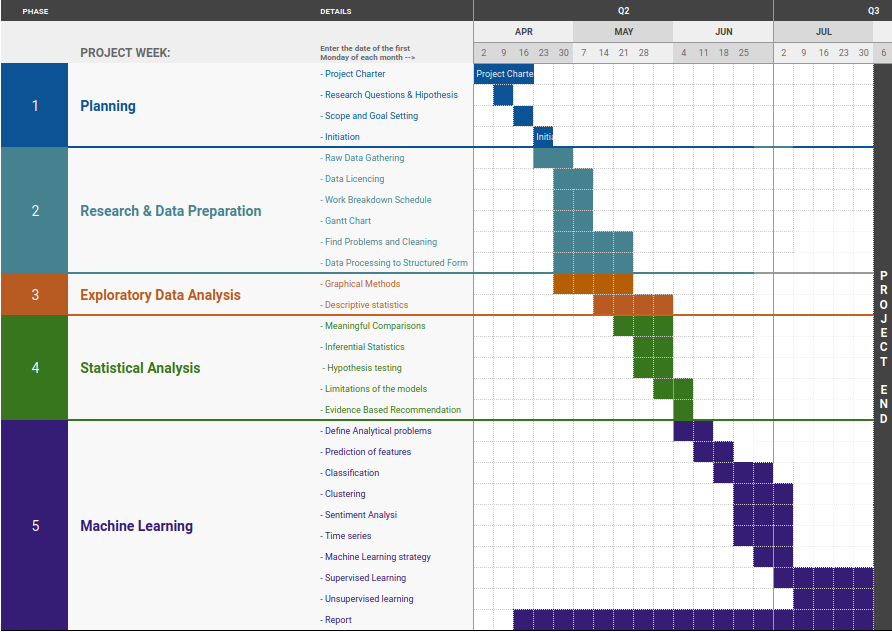 PHASE DETAILS Q2 Q3
APR MAY JUN JUL
PROJECT WEEK: Enter the date of the first
Monday of each month -->
2 9 16 23 30 7 14 21 28 4 11 18 25 2 9 16 23 30 6
1 Planning
- Project Charter Project Charte
- Research Questions & Hipothesis
- Scope and Goal Setting
- Initiation Initi
2 Research & Data Preparation
- Raw Data Gathering
- Data Licencing
- Work Breakdown Schedule
- Gantt Chart
- Find Problems and Cleaning
- Data Processing to Structured Form
3 Exploratory Data Analysis
- Graphical Methods
- Descriptive statistics
4 Statistical Analysis
- Meaningful Comparisons
- Inferential Statistics
- Hypothesis testing
- Limitations of the models
- Evidence Based Recommendation
5 Machine Learning
- Define Analytical problems
- Prediction of features
- Classification
- Clustering
- Sentiment Analysi
- Time series
- Machine Learning strategy
- Supervised Learning
- Unsupervised learning
- Report
PROJECT END